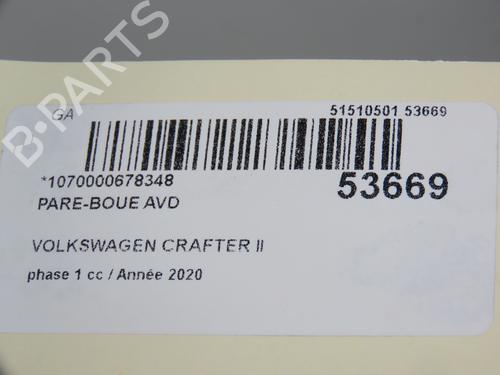 GA
51510501 53669
B-PARTS
*1070000678348
53669
PARE-BOUE AVD
VOLKSWAGEN CRAFTER II
phase 1 cc / Année 2020